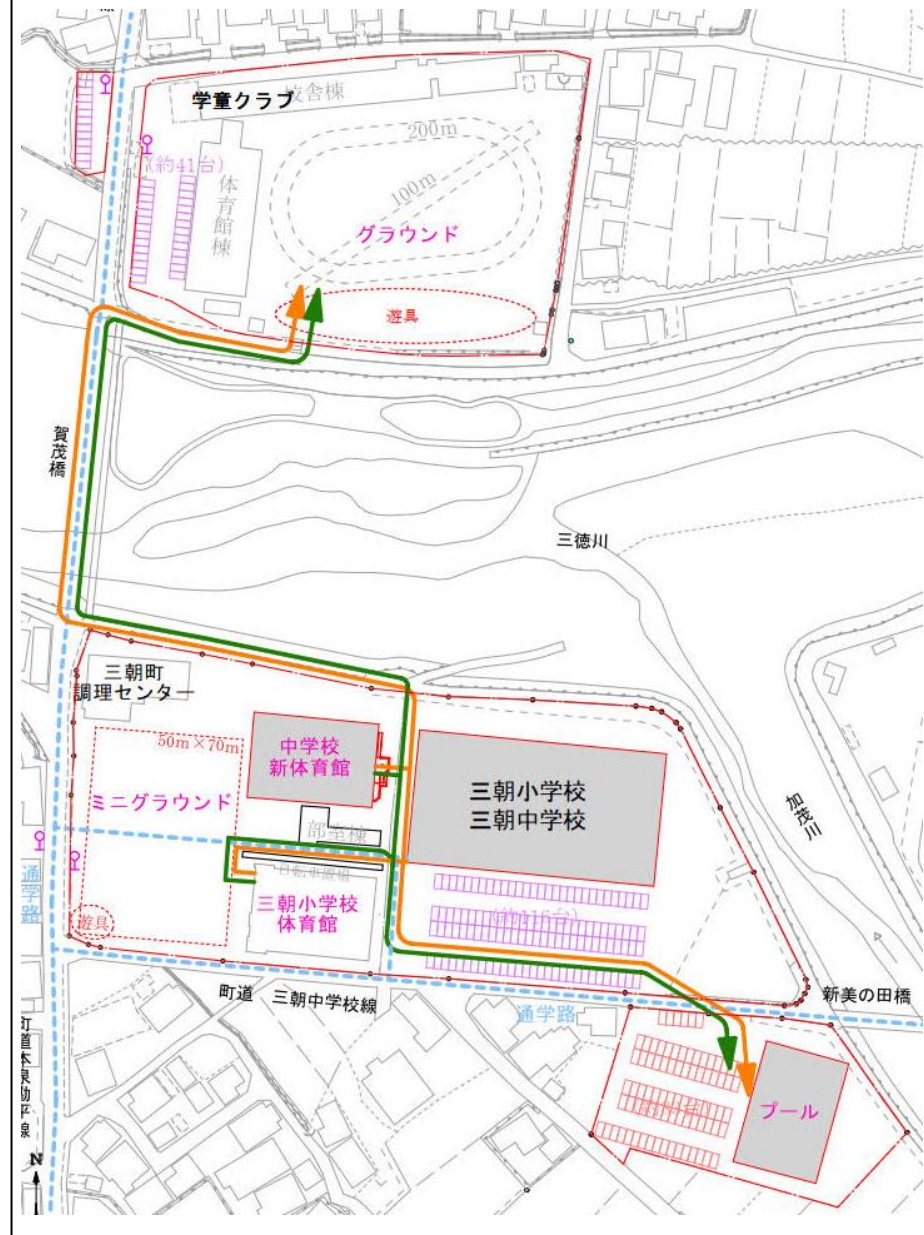 学童クラブ
校舎棟
200m
(約41台)
100m
体育館棟
グラウンド
遊具
賀茂橋
三徳川
三朝町
調理センター
50m×70m
中学校
新体育館
三朝小学校
三朝中学校
ミニグラウンド
部室棟
加茂川
自転車置場
(約116台)
三朝小学校
体育館
通学路
遊具
町道 三朝中学校線
新美の田橋
通学路
プール
N